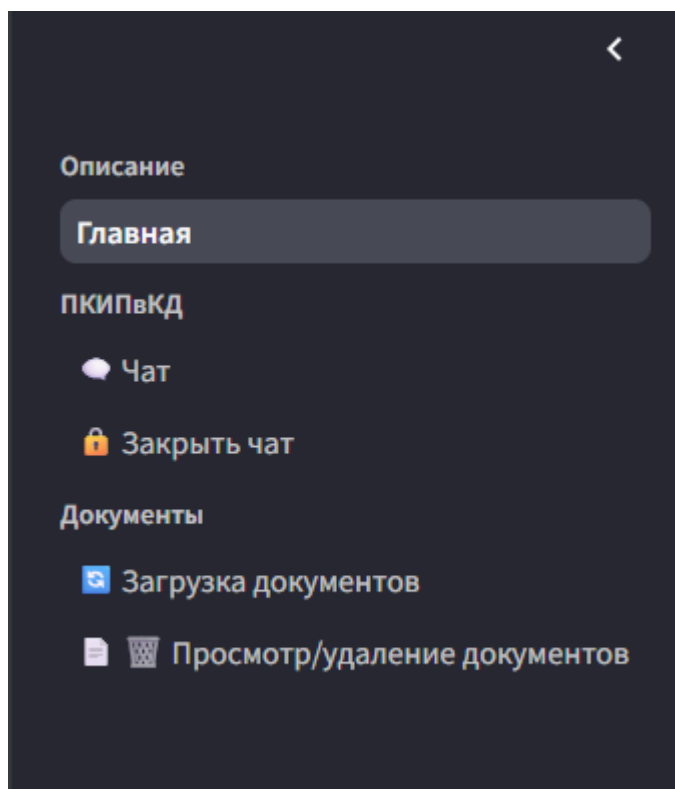 Описание
Главная
ПКИПвКД
Чат
Закрыть чат
Документы
Загрузка документов
Просмотр/удаление документов